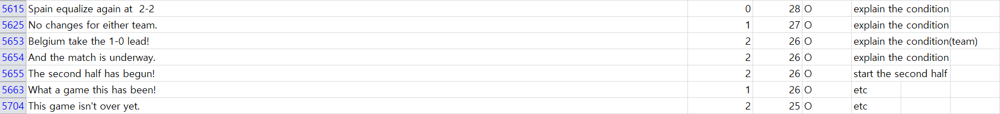 5615 Spain equalize again at  2-2 0 28 O explain the condition
5625 No changes for either team. 1 27 O explain the condition
5653 Belgium take the 1-0 lead! 2 26 O explain the condition(team)
5654 And the match is underway. 2 26 O explain the condition
5655 The second half has begun! 2 26 O start the second half
5663 What a game this has been! 1 26 O etc
5704 This game isn't over yet. 2 25 O etc